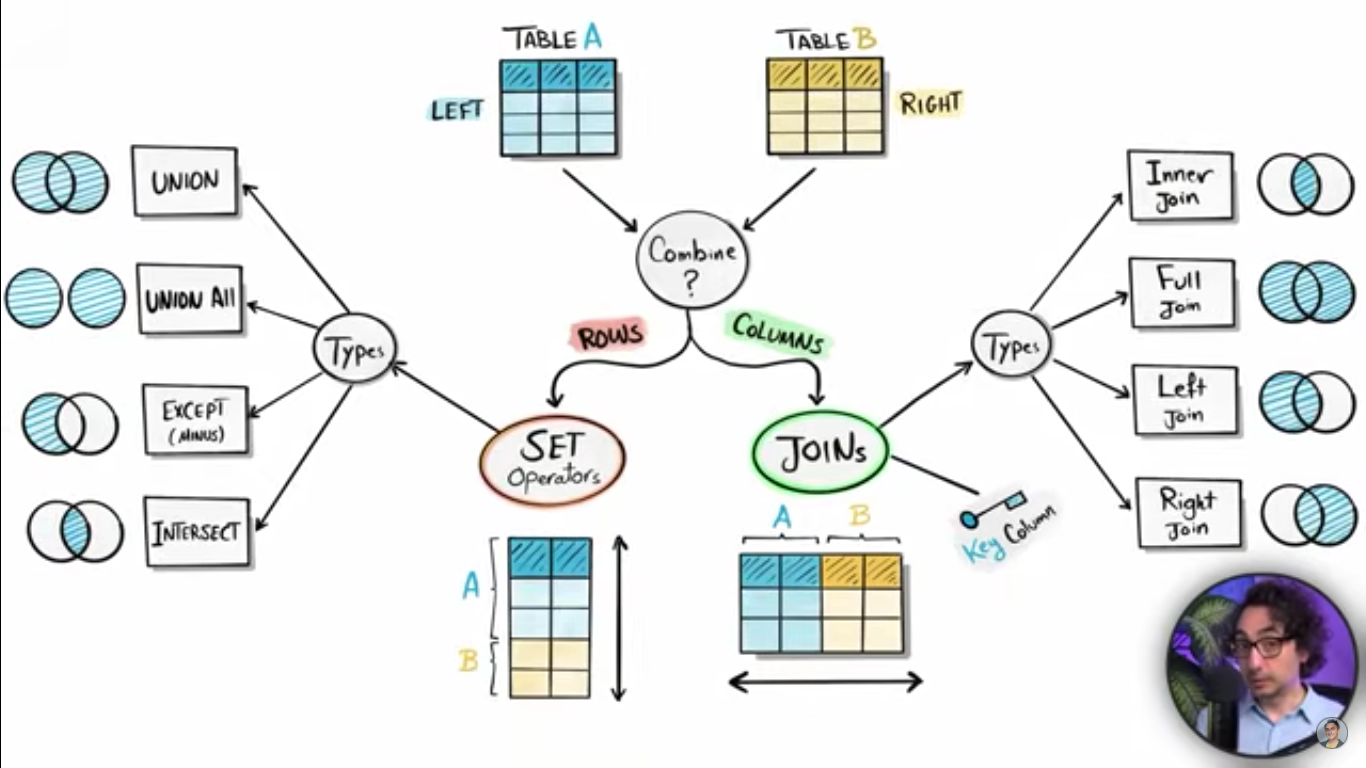 TABLE A
TABLE B
LEFT
RIGHT
Combine
?
ROWS
COLUMNS
SET
Operators
JOINs
Types
UNION
UNION All
EXCEPT
(MINUS)
INTERSECT
Types
Inner
Join
Full
Join
Left
Join
Right
Join
Key Column
A
B
A
B